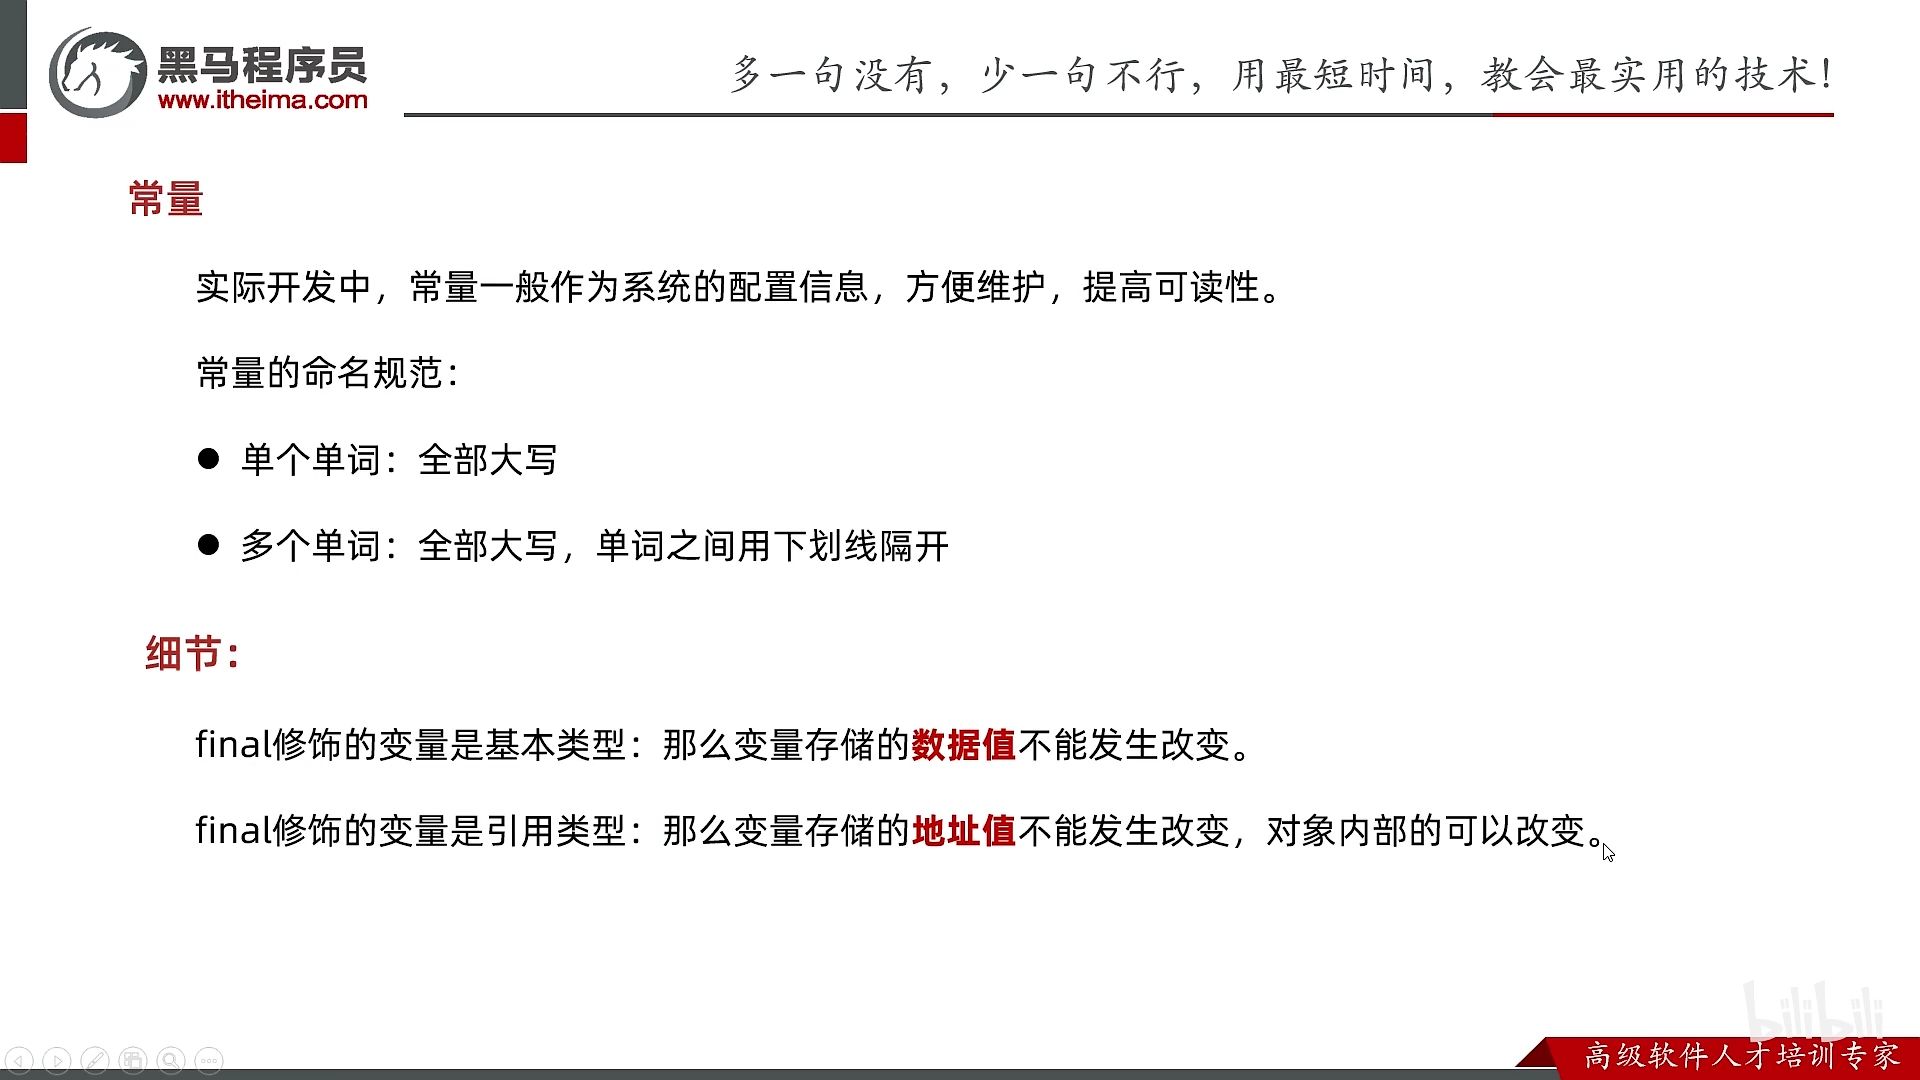 黑马程序员
www.itheima.com
多一句没有，少一句不行，用最短时间，教会最实用的技术！
常量
实际开发中，常量一般作为系统的配置信息，方便维护，提高可读性。
常量的命名规范：
● 单个单词：全部大写
● 多个单词：全部大写，单词之间用下划线隔开
细节：
final修饰的变量是基本类型：那么变量存储的数据值不能发生改变。
final修饰的变量是引用类型：那么变量存储的地址值不能发生改变，对象内部的可以改变。
bilibili
高级软件人才培训专家